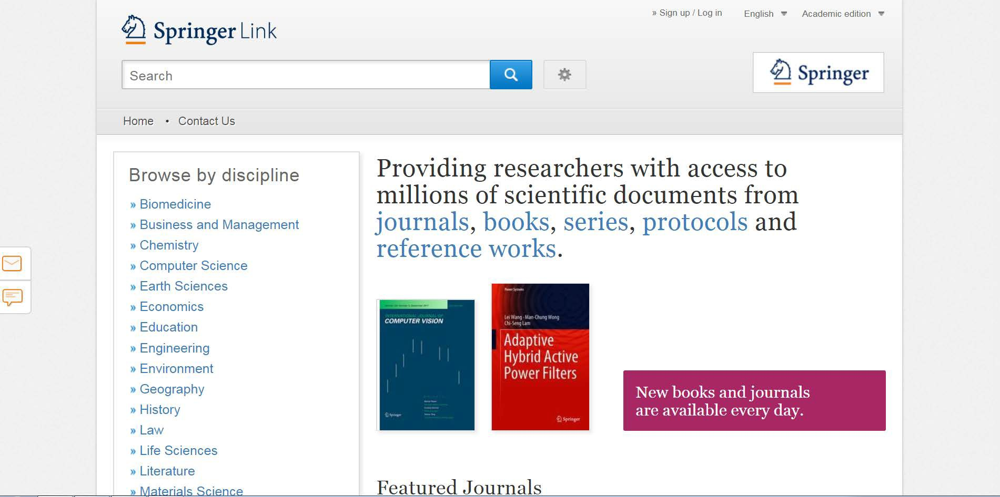 » Sign up / Log in
English
Academic edition
Springer Link
Search
Springer
Home • Contact Us
Browse by discipline
» Biomedicine
» Business and Management
» Chemistry
» Computer Science
» Earth Sciences
» Economics
» Education
» Engineering
» Environment
» Geography
» History
» Law
» Life Sciences
» Literature
» Materials Science
Providing researchers with access to
millions of scientific documents from
journals, books, series, protocols and
reference works.
INTERNATIONAL JOURNAL OF
COMPUTER VISION
Springer
Power Systems
Lei Wang · Man-Chung Wong
Chi-Seng Lam
Adaptive
Hybrid Active
Power Filters
Springer
New books and journals
are available every day.
Featured Journals